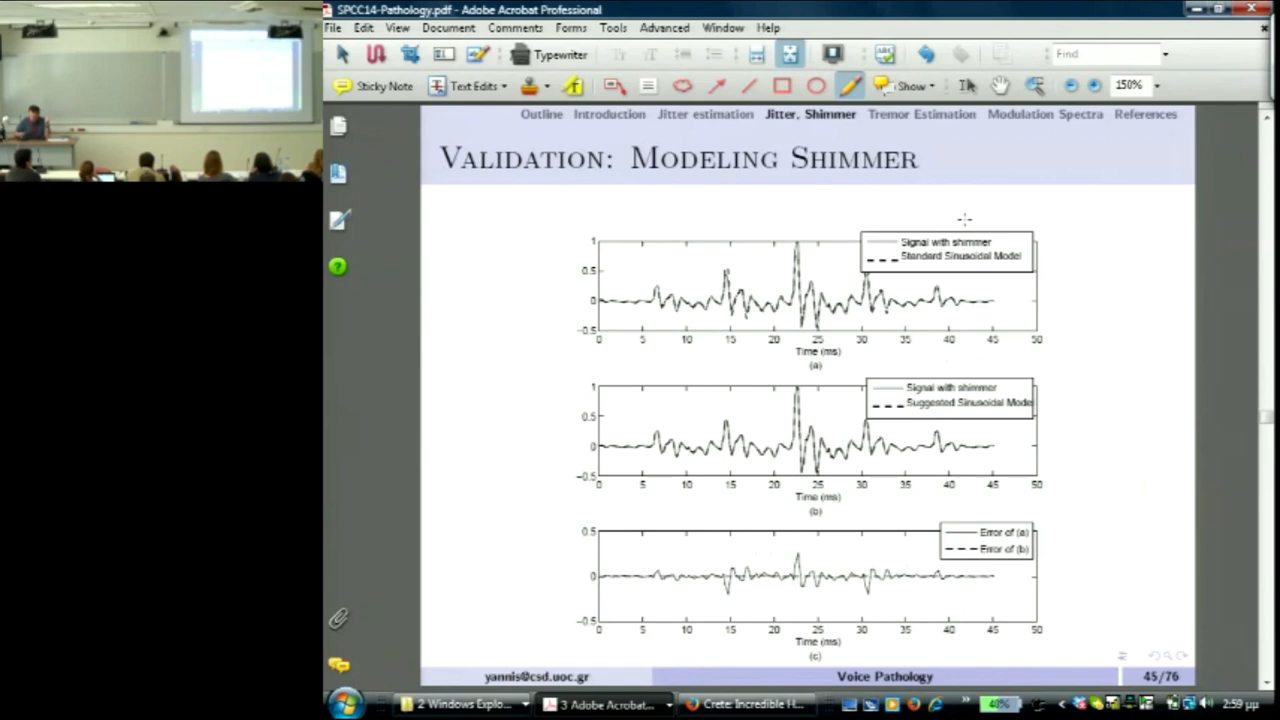 SPCC14-Pathology.pdf - Adobe Acrobat Professional
File Edit View Document Comments Forms Tools Advanced Window Help
Typewriter Find
Sticky Note Text Edits Show 150%
Outline Introduction Jitter estimation Jitter, Shimmer Tremor Estimation Modulation Spectra References
Validation: Modeling Shimmer
Signal with shimmer
Standard Sinusoidal Model
1
0.5
0
-0.5
0 5 10 15 20 25 30 35 40 45 50
Time (ms)
(a)
Signal with shimmer
Suggested Sinusoidal Mode
1
0.5
0
-0.5
0 5 10 15 20 25 30 35 40 45 50
Time (ms)
(b)
Error of (a)
Error of (b)
0.5
0
-0.5
0 5 10 15 20 25 30 35 40 45 50
Time (ms)
(c)
yannis@csd.uoc.gr Voice Pathology 45/76
2 Windows Explo... 3 Adobe Acrobat... Crete: Incredible H... 40% 2:59 μμ